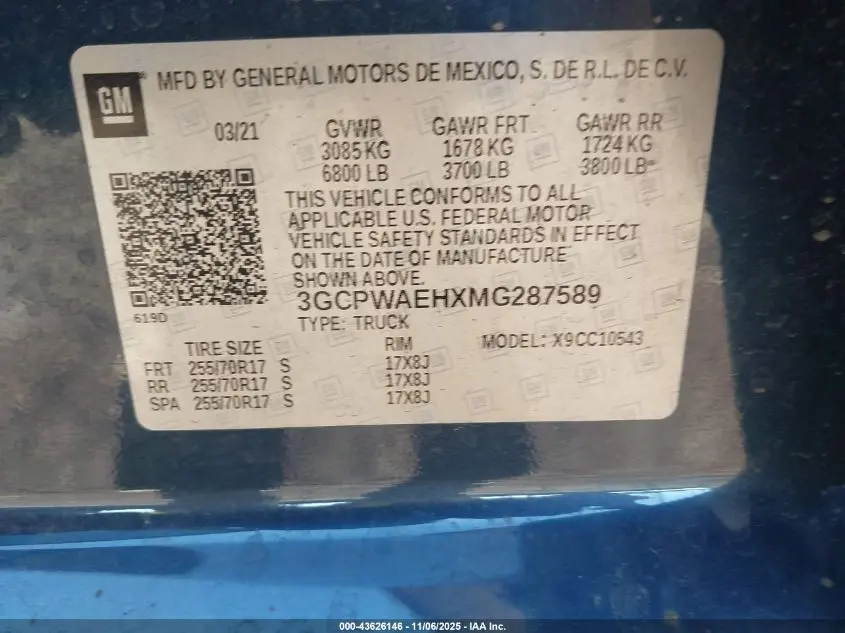 GM
MFD BY GENERAL MOTORS DE MEXICO, S. DE R.L. DE C.V.
03/21 GVWR GAWR FRT GAWR RR
3085 KG 1678 KG 1724 KG
6800 LB 3700 LB 3800 LB
THIS VEHICLE CONFORMS TO ALL
APPLICABLE U.S. FEDERAL MOTOR
VEHICLE SAFETY STANDARDS IN EFFECT
ON THE DATE OF MANUFACTURE
SHOWN ABOVE.
3GCPWAEHXMG287589
619D
TYPE: TRUCK
TIRE SIZE RIM MODEL: X9CC10543
FRT 255/70R17 S 17X8J
RR 255/70R17 S 17X8J
SPA 255/70R17 S 17X8J
000-43626146 - 11/06/2025 - IAA Inc.